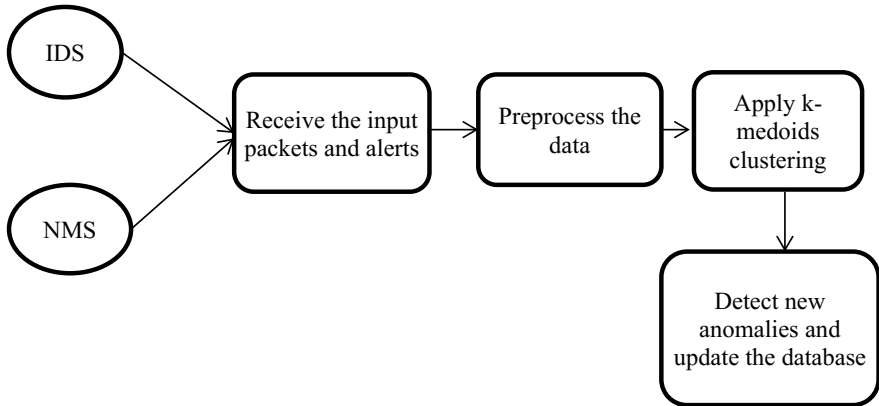 IDS
NMS
Receive the input
packets and alerts
Preprocess the
data
Apply k-
medoids
clustering
Detect new
anomalies and
update the database